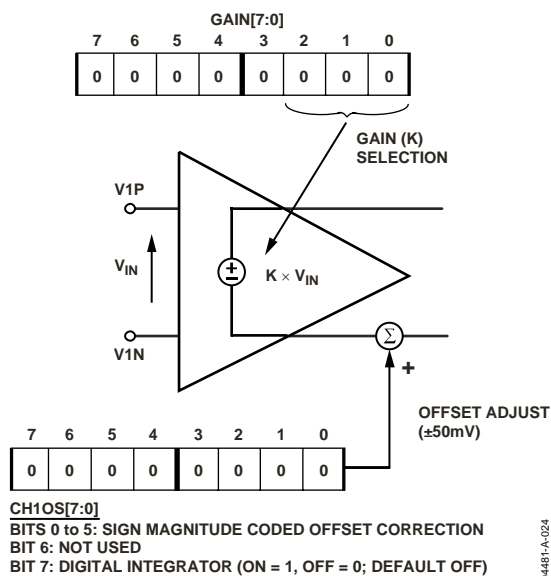 GAIN[7:0]
7 6 5 4 3 2 1 0
0 0 0 0 0 0 0 0
GAIN (K)
SELECTION
V1P
VIN
K × VIN
V1N
Σ
+
OFFSET ADJUST
(±50mV)
7 6 5 4 3 2 1 0
0 0 0 0 0 0 0 0
CH1OS[7:0]
BITS 0 to 5: SIGN MAGNITUDE CODED OFFSET CORRECTION
BIT 6: NOT USED
BIT 7: DIGITAL INTEGRATOR (ON = 1, OFF = 0; DEFAULT OFF)
4481-A-024